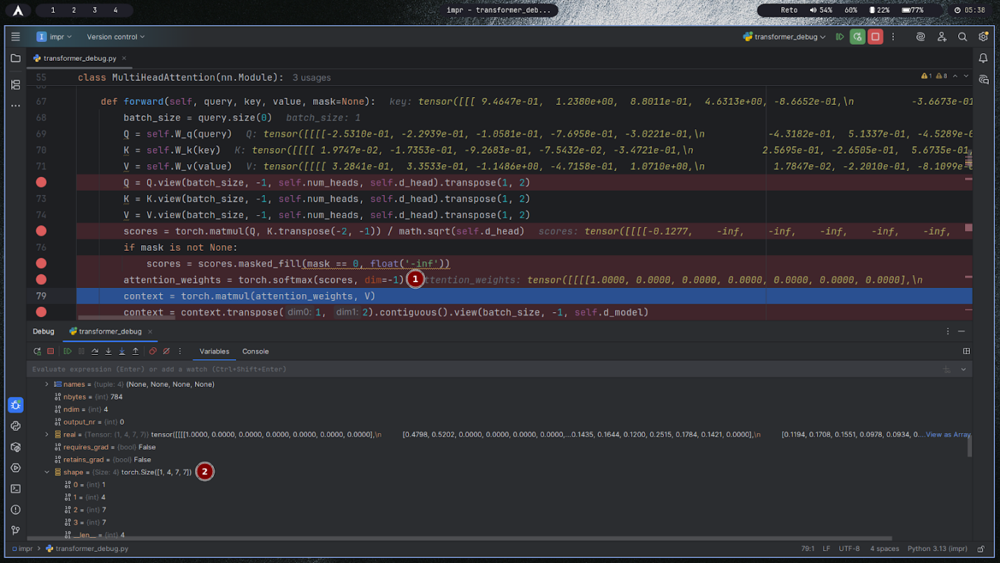 1 2 3 4 impr - transformer_deb... Reto 54% 60% 22% 77% 05:38
I impr Version control transformer_debug
transformer_debug.py ×
55 class MultiHeadAttention(nn.Module): 3 usages 1 8
67 def forward(self, query, key, value, mask=None): key: tensor([[[ 9.4647e-01, 1.2380e+00, 8.8011e-01, 4.6313e+00, -8.6652e-01,\n -3.6673e-01
68 batch_size = query.size(0) batch_size: 1
69 Q = self.W_q(query) Q: tensor([[[[-2.5310e-01, -2.2939e-01, -1.0581e-01, -7.6958e-01, -3.0221e-01,\n -4.3182e-01, 5.1337e-01, -4.5289e-0
70 K = self.W_k(key) K: tensor([[[[ 1.9747e-02, -1.7353e-01, -9.2683e-01, -7.5432e-02, -3.4721e-01,\n 2.5695e-01, -2.6505e-01, 5.6735e-01,
71 V = self.W_v(value) V: tensor([[[[ 3.2841e-01, 3.3533e-01, -1.1486e+00, -4.7158e-01, 1.0710e+00,\n 1.7847e-02, -2.2010e-01, -8.1099e-0
Q = Q.view(batch_size, -1, self.num_heads, self.d_head).transpose(1, 2)
73 K = K.view(batch_size, -1, self.num_heads, self.d_head).transpose(1, 2)
74 V = V.view(batch_size, -1, self.num_heads, self.d_head).transpose(1, 2)
scores = torch.matmul(Q, K.transpose(-2, -1)) / math.sqrt(self.d_head) scores: tensor([[[[-0.1277, -inf, -inf, -inf, -inf, -inf,
76 if mask is not None:
scores = scores.masked_fill(mask == 0, float('-inf'))
attention_weights = torch.softmax(scores, dim=-1) 1 ttention_weights: tensor([[[[1.0000, 0.0000, 0.0000, 0.0000, 0.0000, 0.0000, 0.0000],\n
79 context = torch.matmul(attention_weights, V)
context = context.transpose( dim0: 1, dim1: 2).contiguous().view(batch_size, -1, self.d_model)
Debug transformer_debug ×
Variables Console
Evaluate expression (Enter) or add a watch (Ctrl+Shift+Enter)
names = {tuple: 4} (None, None, None, None)
nbytes = {int} 784
ndim = {int} 4
output_nr = {int} 0
real = {Tensor: (1, 4, 7, 7)} tensor([[[[1.0000, 0.0000, 0.0000, 0.0000, 0.0000, 0.0000, 0.0000],\n [0.4798, 0.5202, 0.0000, 0.0000, 0.0000, 0.0000,...0.1435, 0.1644, 0.1200, 0.2515, 0.1784, 0.1421, 0.0000],\n [0.1194, 0.1708, 0.1551, 0.0978, 0.0934, 0....View as Array
requires_grad = {bool} False
retains_grad = {bool} False
shape = {Size: 4} torch.Size([1, 4, 7, 7]) 2
0 = {int} 1
1 = {int} 4
2 = {int} 7
3 = {int} 7
__len__ = {int} 4
impr > transformer_debug.py 79:1 LF UTF-8 4 spaces Python 3.13 (impr)